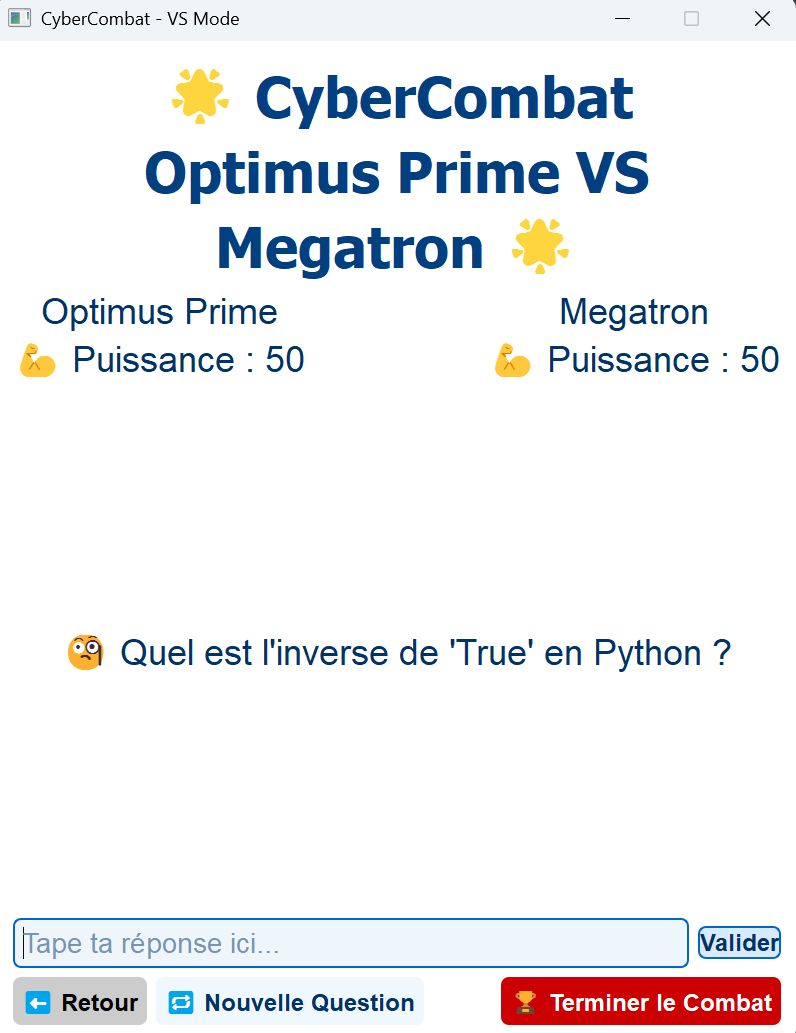 CyberCombat - VS Mode
🌟 CyberCombat
Optimus Prime VS
Megatron 🌟
Optimus Prime
💪 Puissance : 50
Megatron
💪 Puissance : 50
🧐 Quel est l'inverse de 'True' en Python ?
Tape ta réponse ici...
Valider
⬅️ Retour
🔁 Nouvelle Question
🏆 Terminer le Combat